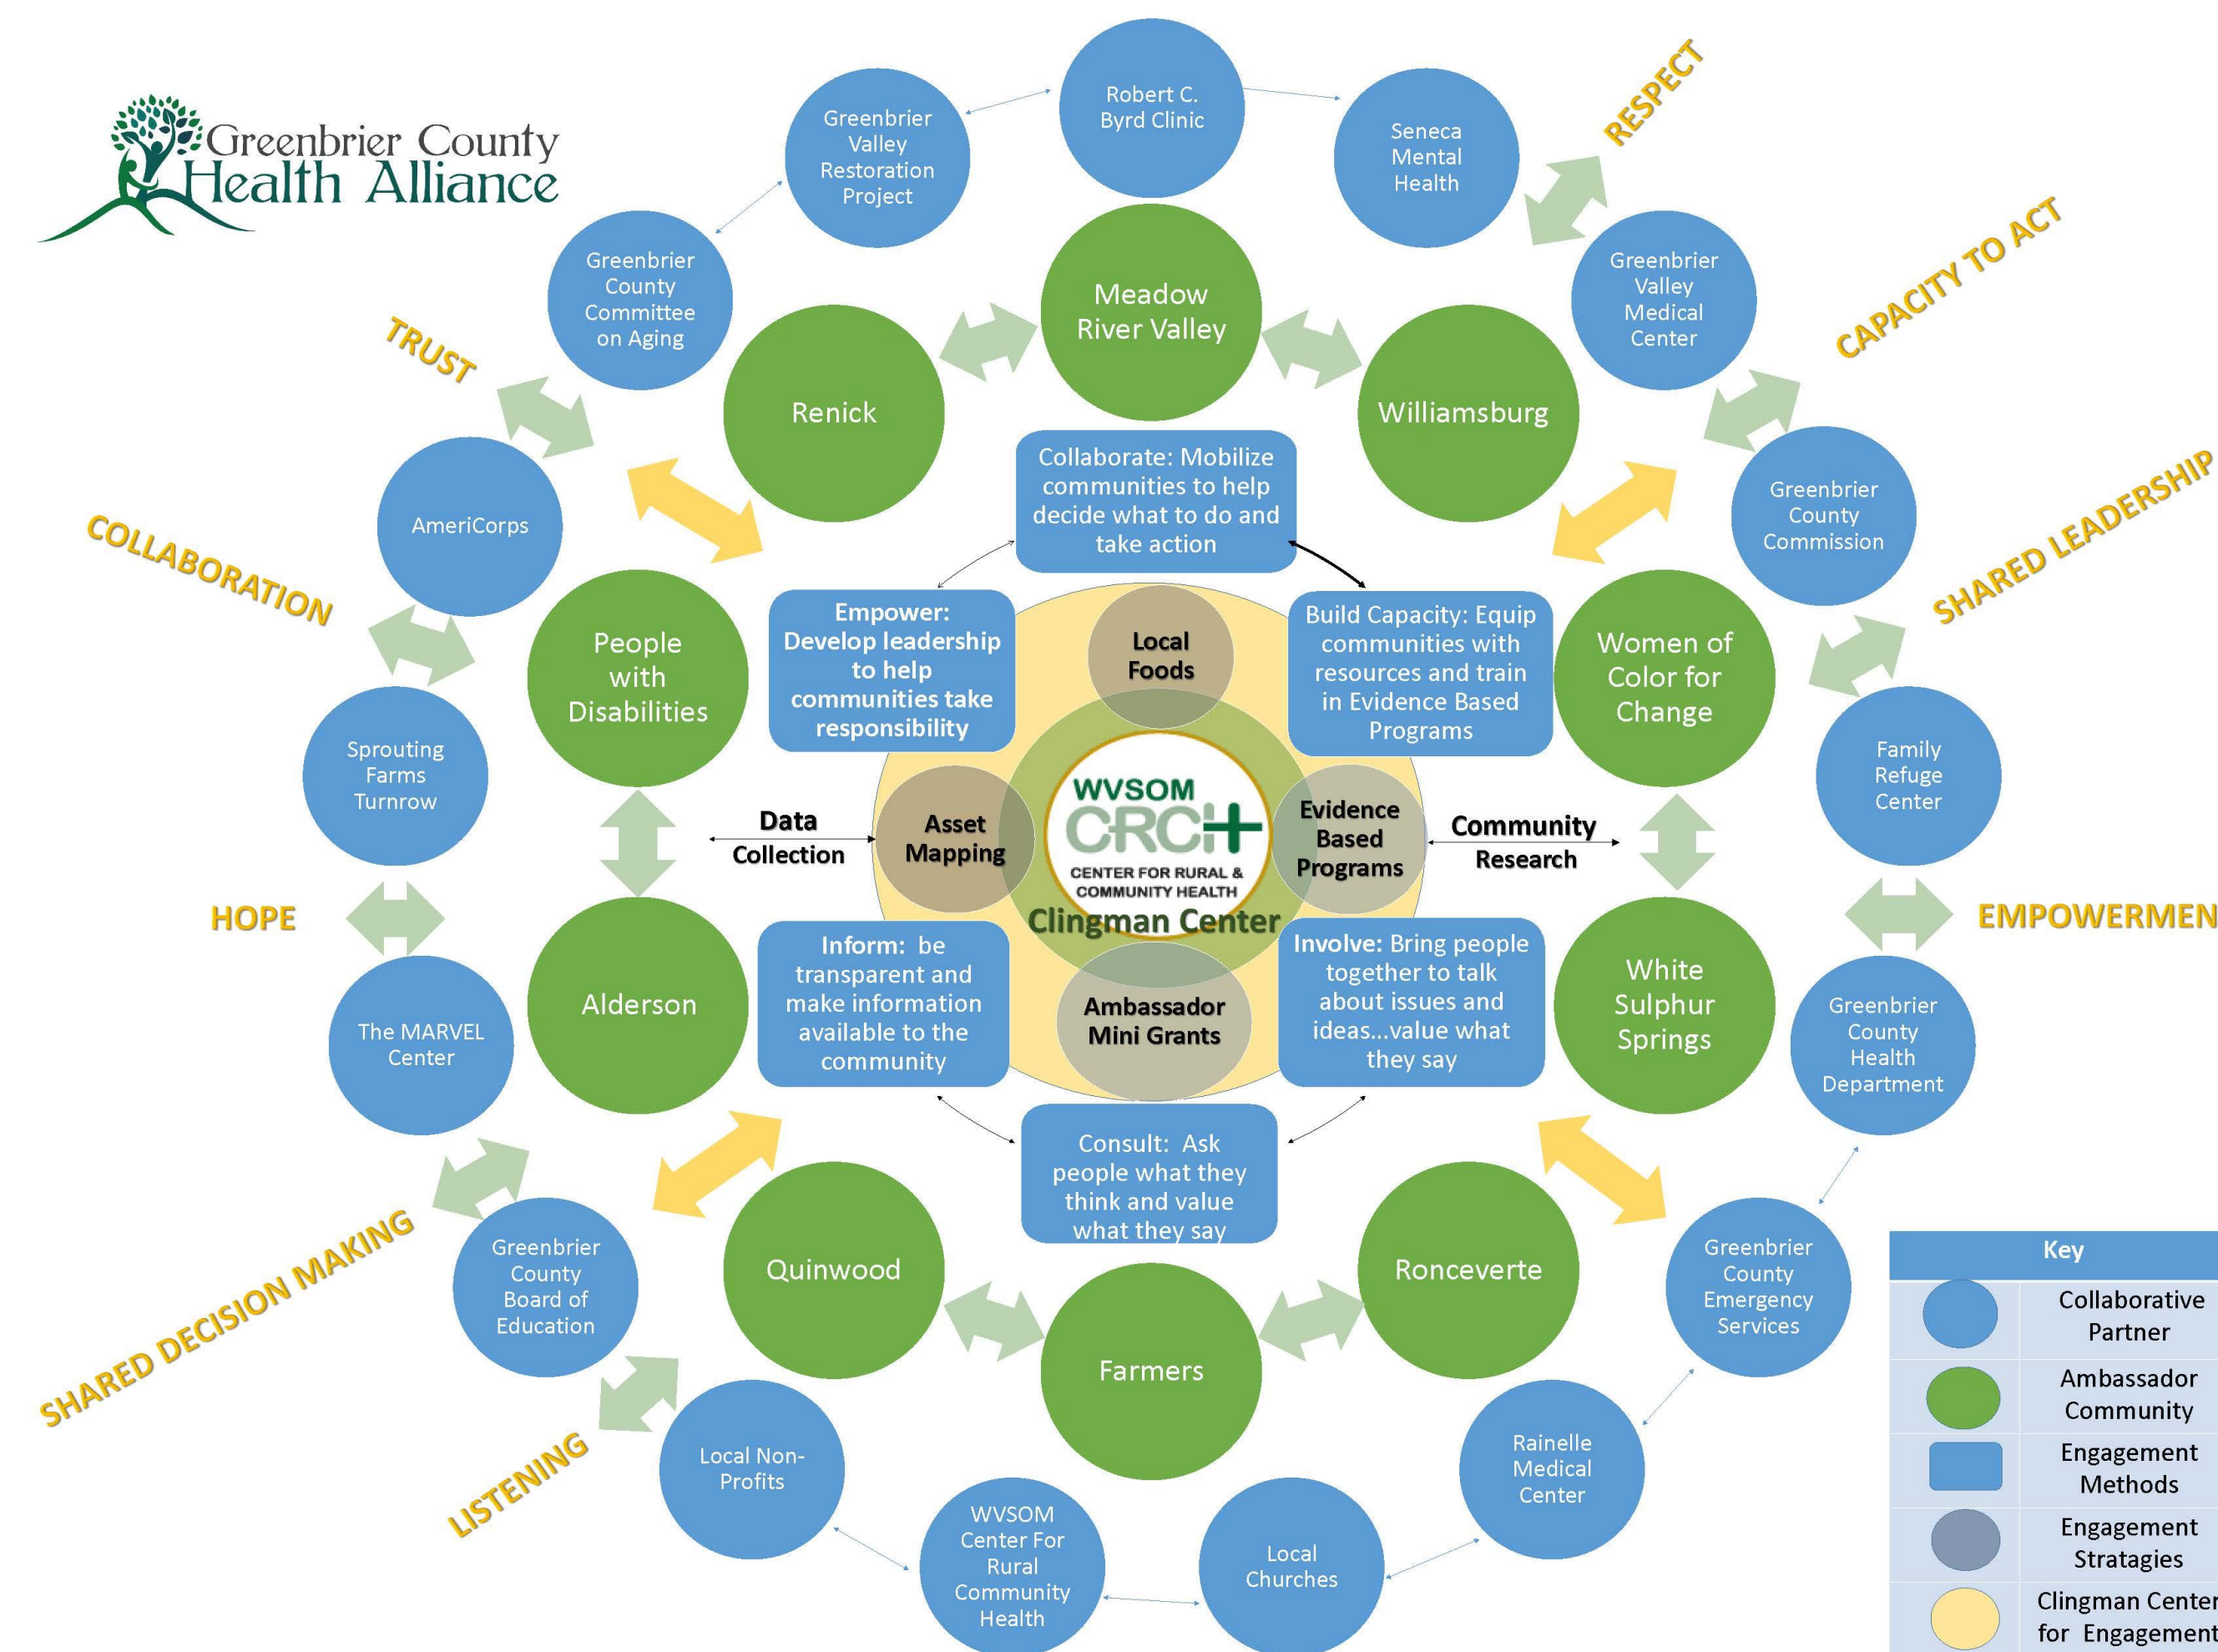 Greenbrier County
Health Alliance
Robert C.
Byrd Clinic
Greenbrier
Valley
Restoration
Project
Seneca
Mental
Health
RESPECT
Greenbrier
County
Committee
on Aging
Greenbrier
Valley
Medical
Center
CAPACITY TO ACT
TRUST
Meadow
River Valley
Renick
Williamsburg
AmeriCorps
Greenbrier
County
Commission
SHARED LEADERSHIP
COLLABORATION
Collaborate: Mobilize
communities to help
decide what to do and
take action
People
with
Disabilities
Empower:
Develop leadership
to help
communities take
responsibility
Local
Foods
Build Capacity: Equip
communities with
resources and train
in Evidence Based
Programs
Women of
Color for
Change
Sprouting
Farms
Turnrow
Family
Refuge
Center
Data
Collection
Asset
Mapping
WVSOM
CRCH
CENTER FOR RURAL &
COMMUNITY HEALTH
Clingman Center
Evidence
Based
Programs
Community
Research
HOPE
EMPOWERMEN
The MARVEL
Center
Alderson
Inform: be
transparent and
make information
available to the
community
Ambassador
Mini Grants
Involve: Bring people
together to talk
about issues and
ideas...value what
they say
White
Sulphur
Springs
Greenbrier
County
Health
Department
Consult: Ask
people what they
think and value
what they say
SHARED DECISION MAKING
Greenbrier
County
Board of
Education
Quinwood
Farmers
Ronceverte
Greenbrier
County
Emergency
Services
LISTENING
Local Non-
Profits
WVSOM
Center For
Rural
Community
Health
Local
Churches
Rainelle
Medical
Center
Key
Collaborative
Partner
Ambassador
Community
Engagement
Methods
Engagement
Stratagies
Clingman Center
for Engagement